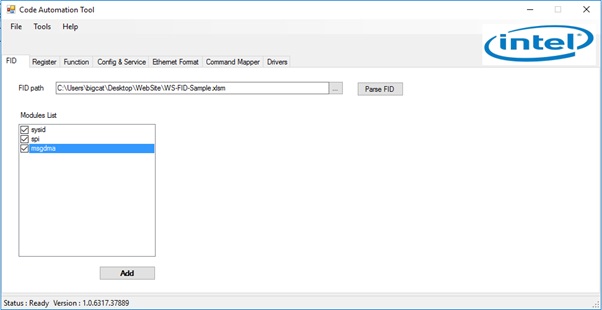 Code Automation Tool
File Tools Help
intel
FID Register Function Config & Service Ethernet Format Command Mapper Drivers
FID path C:\Users\bigcat\Desktop\WebSite\WS-FID-Sample.xlsm ... Parse FID
Modules List
sysid
spi
msgdma
Add
Status : Ready Version : 1.0.6317.37889